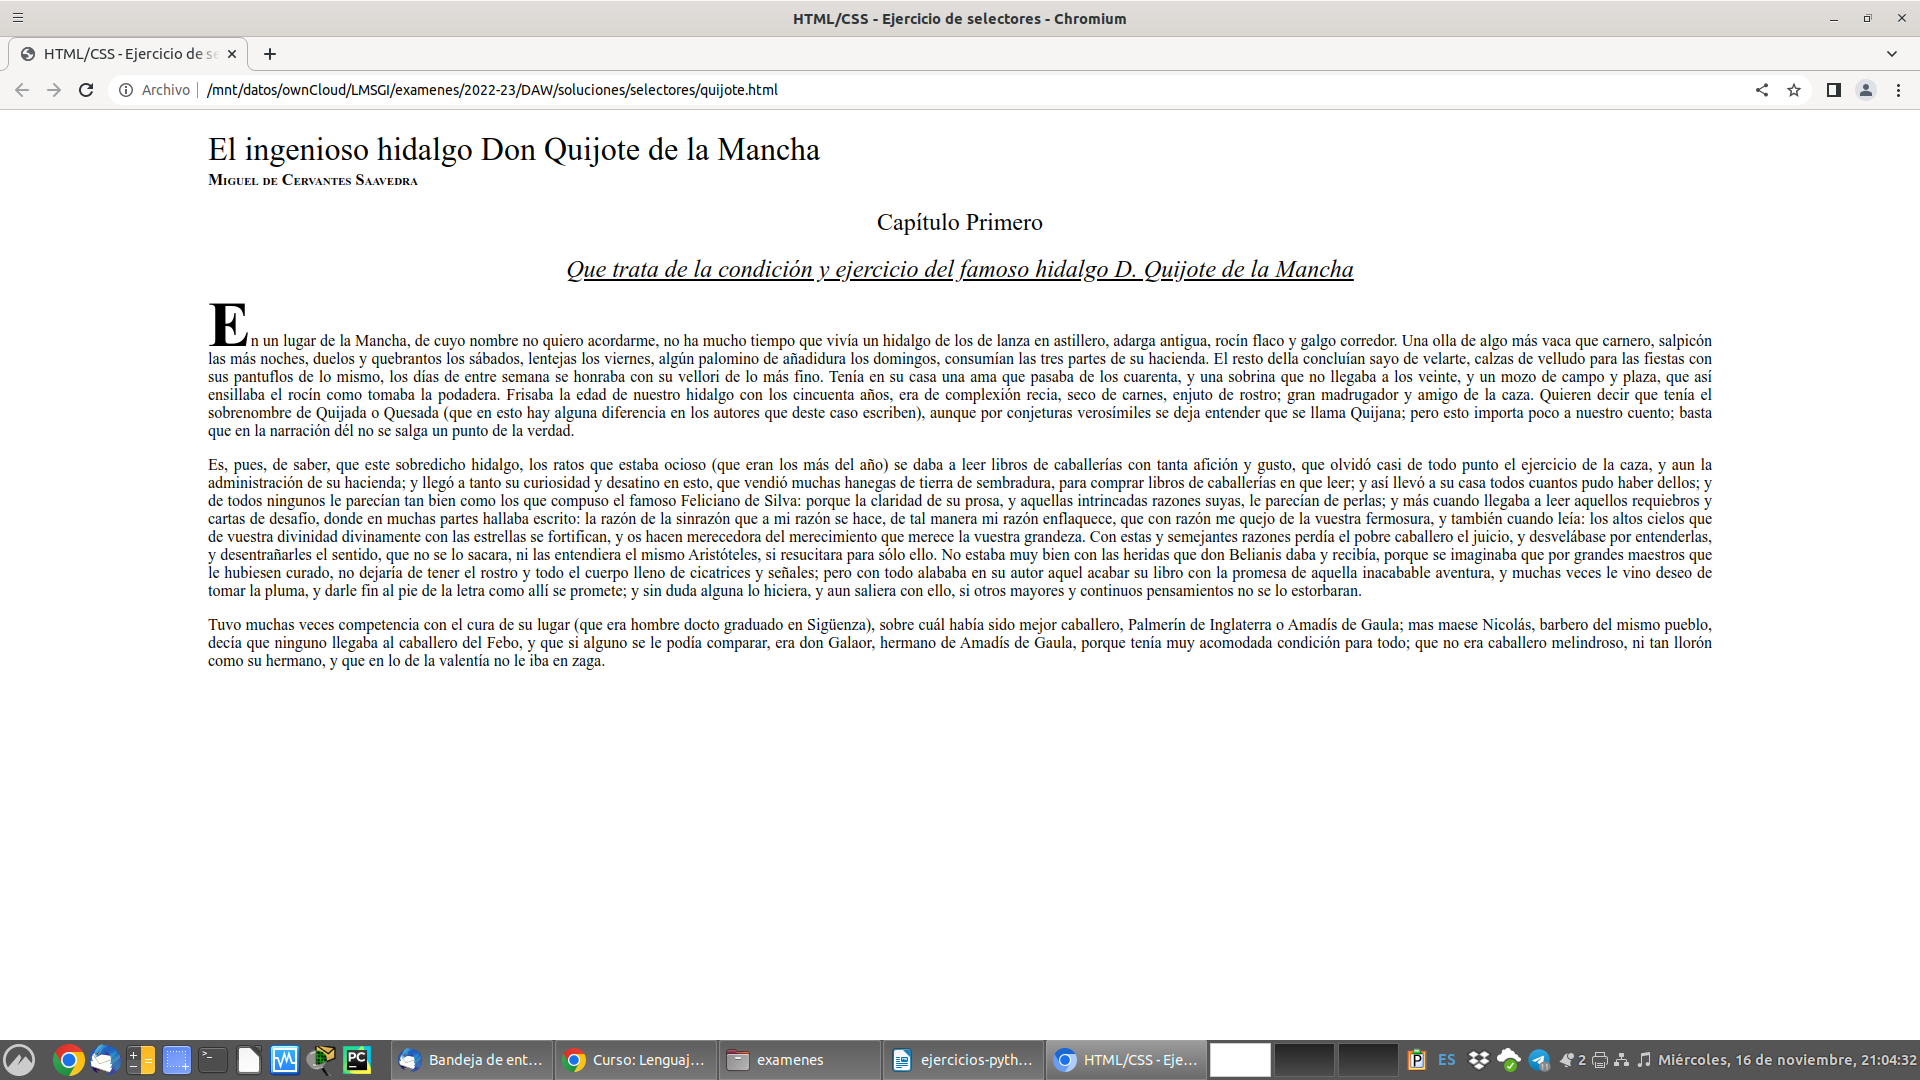 HTML/CSS - Ejercicio de selectores - Chromium
HTML/CSS - Ejercicio de se
Archivo /mnt/datos/ownCloud/LMSGI/examenes/2022-23/DAW/soluciones/selectores/quijote.html
El ingenioso hidalgo Don Quijote de la Mancha
Miguel de Cervantes Saavedra
Capítulo Primero
Que trata de la condición y ejercicio del famoso hidalgo D. Quijote de la Mancha
En un lugar de la Mancha, de cuyo nombre no quiero acordarme, no ha mucho tiempo que vivía un hidalgo de los de lanza en astillero, adarga antigua, rocín flaco y galgo corredor. Una olla de algo más vaca que carnero, salpicón
las más noches, duelos y quebrantos los sábados, lentejas los viernes, algún palomino de añadidura los domingos, consumían las tres partes de su hacienda. El resto della concluían sayo de velarte, calzas de velludo para las fiestas con
sus pantuflos de lo mismo, los días de entre semana se honraba con su vellori de lo más fino. Tenía en su casa una ama que pasaba de los cuarenta, y una sobrina que no llegaba a los veinte, y un mozo de campo y plaza, que así
ensillaba el rocín como tomaba la podadera. Frisaba la edad de nuestro hidalgo con los cincuenta años, era de complexión recia, seco de carnes, enjuto de rostro; gran madrugador y amigo de la caza. Quieren decir que tenía el
sobrenombre de Quijada o Quesada (que en esto hay alguna diferencia en los autores que deste caso escriben), aunque por conjeturas verosímiles se deja entender que se llama Quijana; pero esto importa poco a nuestro cuento; basta
que en la narración dél no se salga un punto de la verdad.
Es, pues, de saber, que este sobredicho hidalgo, los ratos que estaba ocioso (que eran los más del año) se daba a leer libros de caballerías con tanta afición y gusto, que olvidó casi de todo punto el ejercicio de la caza, y aun la
administración de su hacienda; y llegó a tanto su curiosidad y desatino en esto, que vendió muchas hanegas de tierra de sembradura, para comprar libros de caballerías en que leer; y así llevó a su casa todos cuantos pudo haber dellos; y
de todos ningunos le parecían tan bien como los que compuso el famoso Feliciano de Silva: porque la claridad de su prosa, y aquellas intrincadas razones suyas, le parecían de perlas; y más cuando llegaba a leer aquellos requiebros y
cartas de desafío, donde en muchas partes hallaba escrito: la razón de la sinrazón que a mi razón se hace, de tal manera mi razón enflaquece, que con razón me quejo de la vuestra fermosura, y también cuando leía: los altos cielos que
de vuestra divinidad divinamente con las estrellas se fortifican, y os hacen merecedora del merecimiento que merece la vuestra grandeza. Con estas y semejantes razones perdía el pobre caballero el juicio, y desvelábase por entenderlas,
y desentrañarles el sentido, que no se lo sacara, ni las entendiera el mismo Aristóteles, si resucitara para sólo ello. No estaba muy bien con las heridas que don Belianis daba y recibía, porque se imaginaba que por grandes maestros que
le hubiesen curado, no dejaría de tener el rostro y todo el cuerpo lleno de cicatrices y señales; pero con todo alababa en su autor aquel acabar su libro con la promesa de aquella inacabable aventura, y muchas veces le vino deseo de
tomar la pluma, y darle fin al pie de la letra como allí se promete; y sin duda alguna lo hiciera, y aun saliera con ello, si otros mayores y continuos pensamientos no se lo estorbaran.
Tuvo muchas veces competencia con el cura de su lugar (que era hombre docto graduado en Sigüenza), sobre cuál había sido mejor caballero, Palmerín de Inglaterra o Amadís de Gaula; mas maese Nicolás, barbero del mismo pueblo,
decía que ninguno llegaba al caballero del Febo, y que si alguno se le podía comparar, era don Galaor, hermano de Amadís de Gaula, porque tenía muy acomodada condición para todo; que no era caballero melindroso, ni tan llorón
como su hermano, y que en lo de la valentía no le iba en zaga.
PC Bandeja de ent... Curso: Lenguaj... examenes ejercicios-pyth... HTML/CSS - Eje... ES 2 Miércoles, 16 de noviembre, 21:04:32